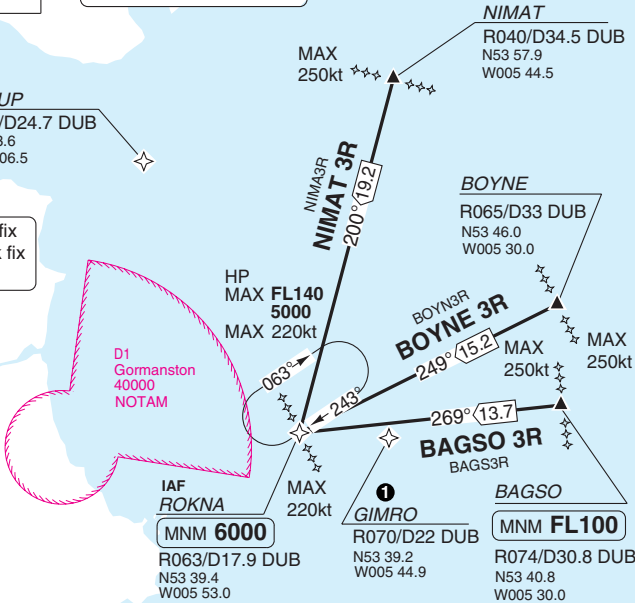 NIMAT
R040/D34.5 DUB
N53 57.9
W005 44.5
MAX
250kt
UP
/D24.7 DUB
3.6
06.5
NIMA3R
NIMAT 3R
200° 19.2
BOYNE
R065/D33 DUB
N53 46.0
W005 30.0
fix
fix
HP
MAX FL140
5000
MAX 220kt
BOYN3R
BOYNE 3R
249° 15.2
MAX
250kt
MAX
250kt
D1
Gormanston
40000
NOTAM
063°
243°
269° 13.7
BAGSO 3R
BAGS3R
IAF
ROKNA
MNM 6000
R063/D17.9 DUB
N53 39.4
W005 53.0
MAX
220kt
1
GIMRO
R070/D22 DUB
N53 39.2
W005 44.9
BAGSO
MNM FL100
R074/D30.8 DUB
N53 40.8
W005 30.0